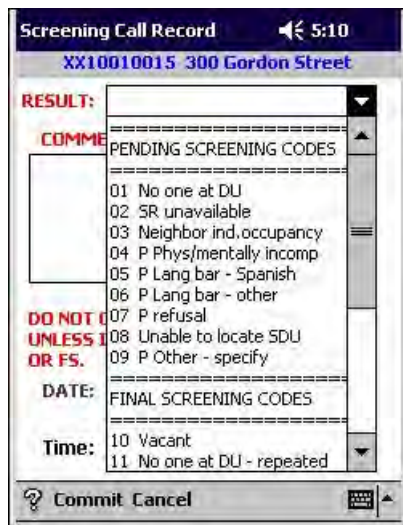 Screening Call Record 5:10
XX10010015 300 Gordon Street
RESULT:
COMME
===================
PENDING SCREENING CODES
===================
01 No one at DU
02 SR unavailable
03 Neighbor ind.occupancy
04 P Phys/mentally incomp
05 P Lang bar - Spanish
06 P Lang bar - other
07 P refusal
08 Unable to locate SDU
09 P Other - specify
===================
FINAL SCREENING CODES
===================
10 Vacant
11 No one at DU - repeated
DO NOT
UNLESS
OR FS.
DATE:
Time:
Commit Cancel